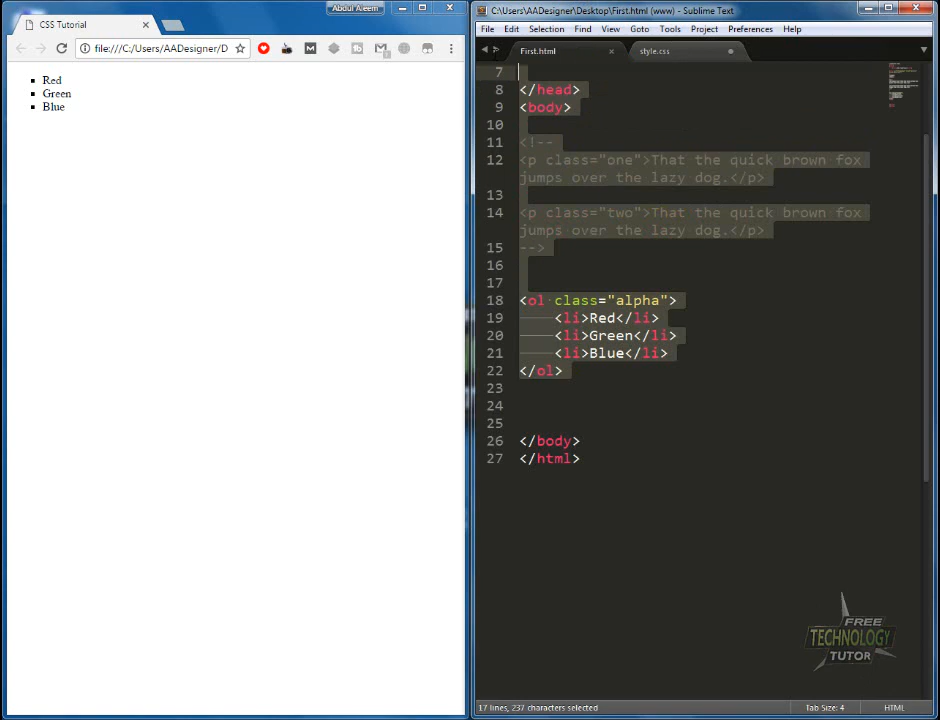 Abdul Aleem
CSS Tutorial
file:///C:/Users/AADesigner/D
Red
Green
Blue
C:\Users\AADesigner\Desktop\First.html (www) - Sublime Text
File Edit Selection Find View Goto Tools Project Preferences Help
First.html style.css
7
8 </head>
9 <body>
10
11 <!--
12 <p class="one">That the quick brown fox
jumps over the lazy dog.</p>
13
14 <p class="two">That the quick brown fox
jumps over the lazy dog.</p>
15 -->
16
17
18 <ol class="alpha">
19 <li>Red</li>
20 <li>Green</li>
21 <li>Blue</li>
22 </ol>
23
24
25
26 </body>
27 </html>
FREE
TECHNOLOGY
TUTOR
17 lines, 237 characters selected Tab Size: 4 HTML